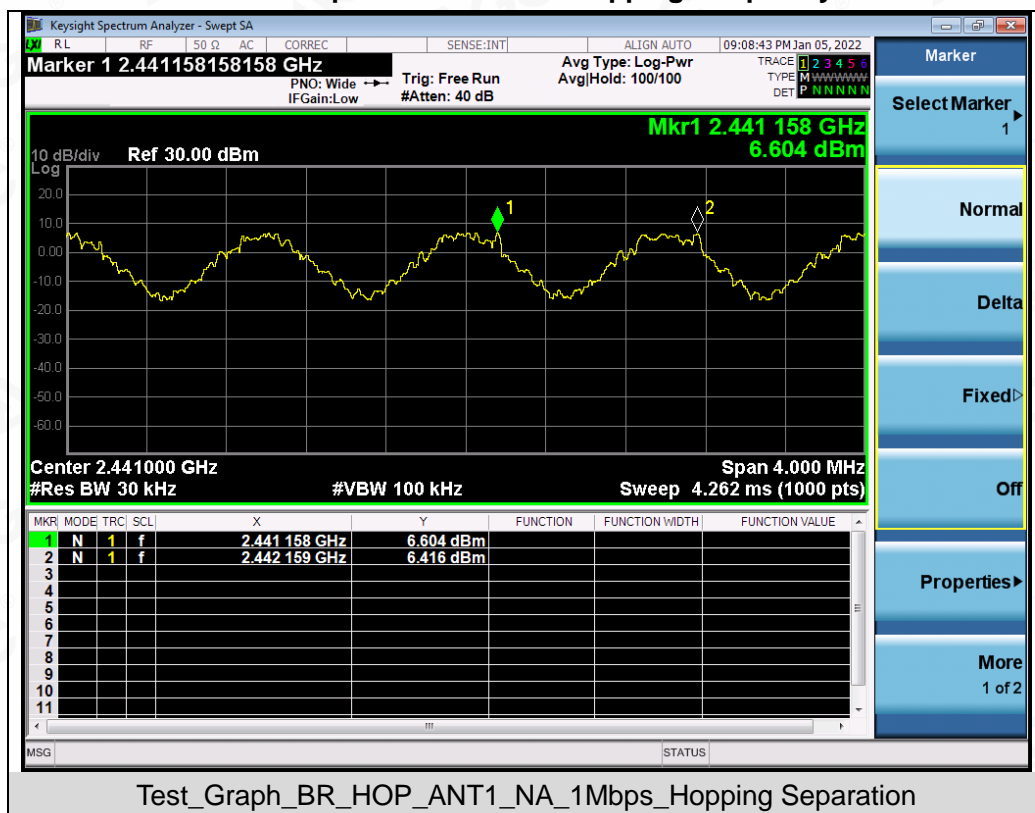 Keysight Spectrum Analyzer - Swept SA
LXI RL RF 50 Ω AC CORREC SENSE:INT ALIGN AUTO 09:08:43 PM Jan 05, 2022
Marker 1 2.441158158158 GHz
PNO: Wide
IFGain:Low
Trig: Free Run
#Atten: 40 dB
Avg Type: Log-Pwr
Avg|Hold: 100/100
TRACE 1 2 3 4 5 6
TYPE M WWWWW
DET P N N N N N
Mkr1 2.441 158 GHz
6.604 dBm
10 dB/div Ref 30.00 dBm
Log
20.0
10.0
0.00
-10.0
-20.0
-30.0
-40.0
-50.0
-60.0
1
2
Center 2.441000 GHz Span 4.000 MHz
#Res BW 30 kHz #VBW 100 kHz Sweep 4.262 ms (1000 pts)
MKR MODE TRC SCL X Y FUNCTION FUNCTION WIDTH FUNCTION VALUE
1 N 1 f 2.441 158 GHz 6.604 dBm
2 N 1 f 2.442 159 GHz 6.416 dBm
3
4
5
6
7
8
9
10
11
MSG STATUS
Marker
Select Marker
1
Normal
Delta
Fixed
Off
Properties
More
1 of 2
Test_Graph_BR_HOP_ANT1_NA_1Mbps_Hopping Separation